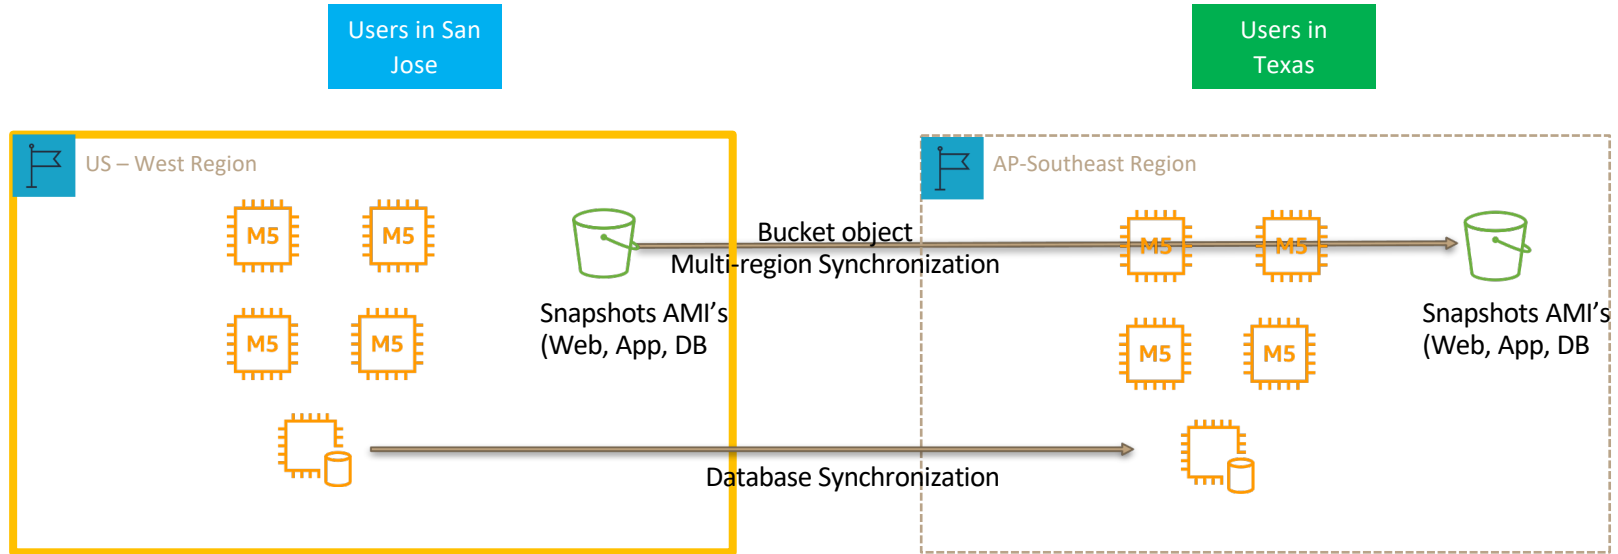 Users in San
Jose
Users in
Texas
US – West Region
AP-Southeast Region
M5
M5
Bucket object
Multi-region Synchronization
M5
M5
Snapshots AMI's
(Web, App, DB
Snapshots AMI's
(Web, App, DB
M5
M5
M5
M5
Database Synchronization